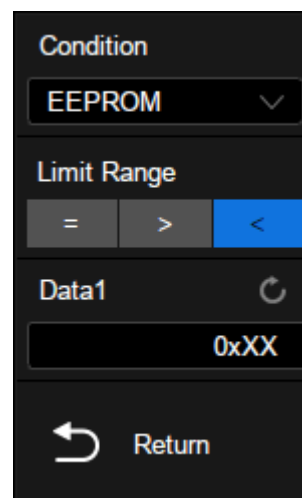 Condition
EEPROM
Limit Range
= > <
Data1
0xXX
Return